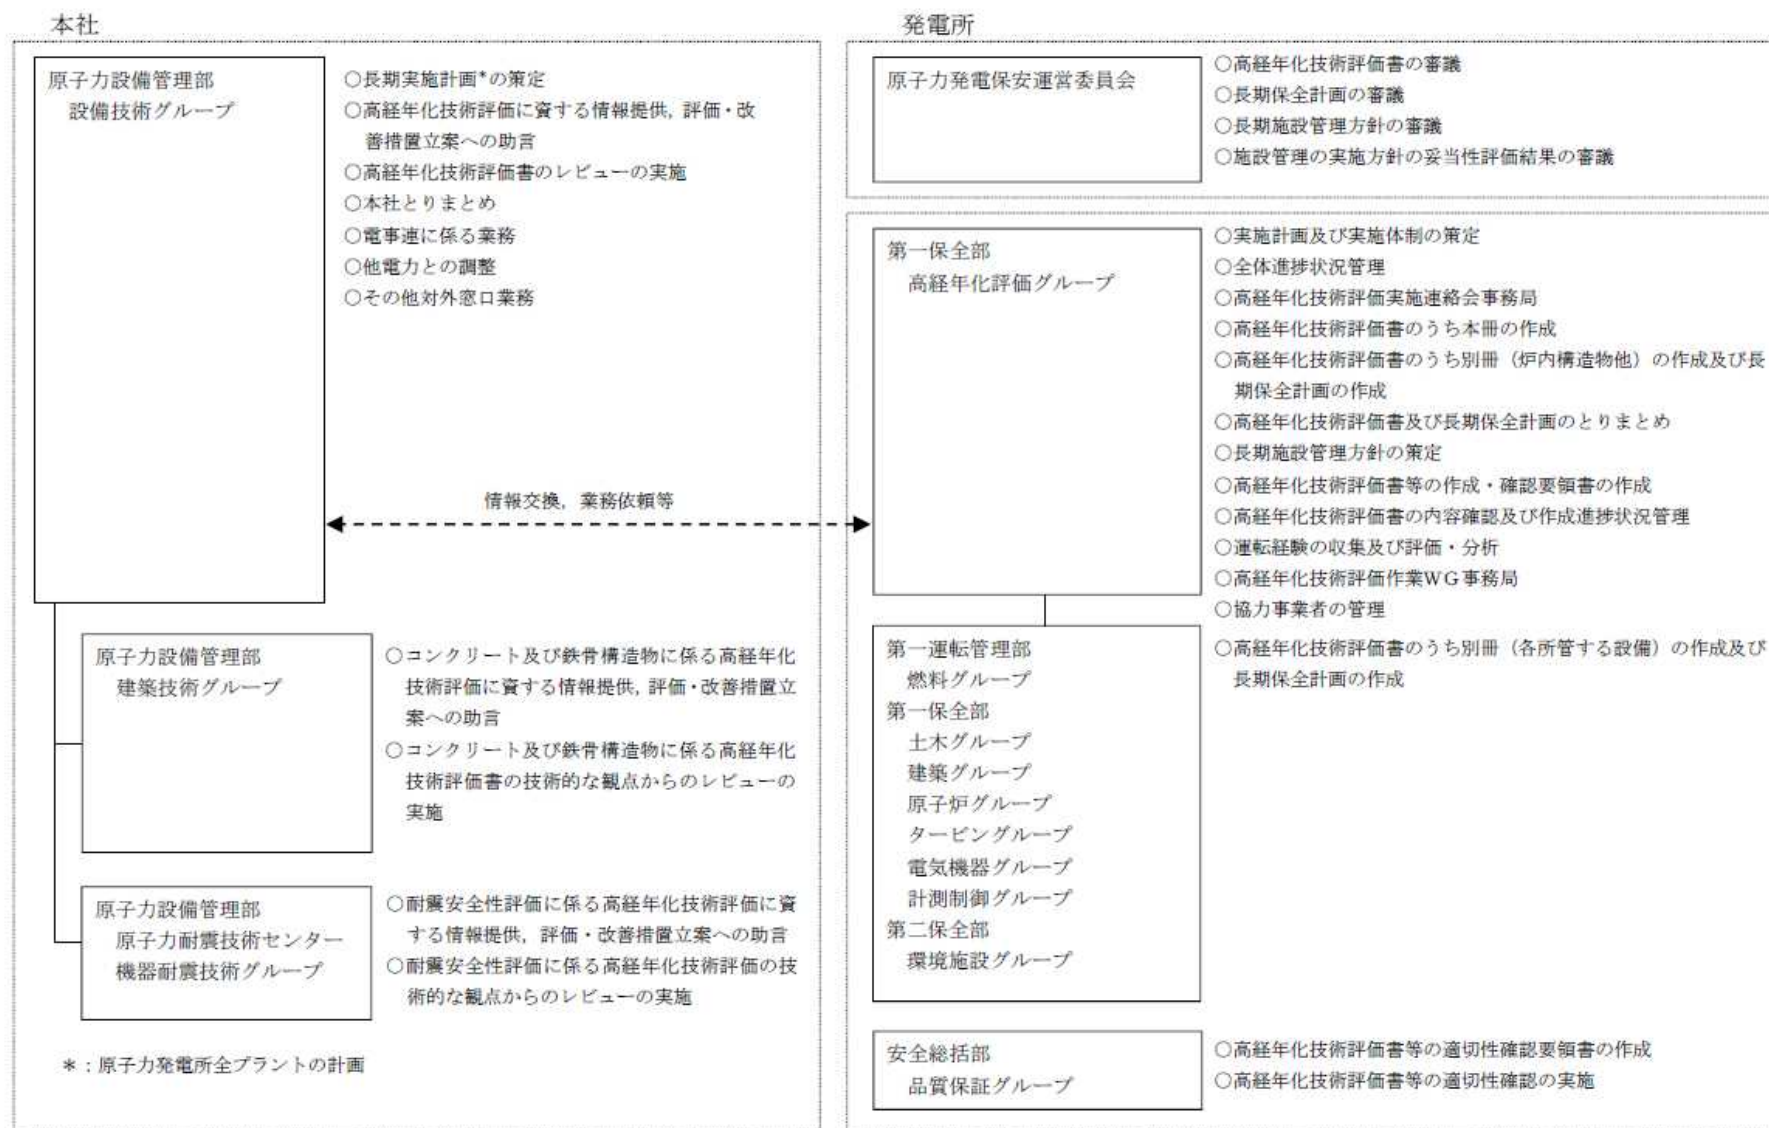 本社
原子力設備管理部
設備技術グループ
○長期実施計画*の策定
○高経年化技術評価に資する情報提供，評価・改
善措置立案への助言
○高経年化技術評価書のレビューの実施
○本社とりまとめ
○電事連に係る業務
○他電力との調整
○その他対外窓口業務
情報交換，業務依頼等
原子力設備管理部
建築技術グループ
○コンクリート及び鉄骨構造物に係る高経年化
技術評価に資する情報提供，評価・改善措置立
案への助言
○コンクリート及び鉄骨構造物に係る高経年化
技術評価書の技術的な観点からのレビューの
実施
原子力設備管理部
原子力耐震技術センター
機器耐震技術グループ
○耐震安全性評価に係る高経年化技術評価に資
する情報提供，評価・改善措置立案への助言
○耐震安全性評価に係る高経年化技術評価の技
術的な観点からのレビューの実施
＊：原子力発電所全プラントの計画
発電所
原子力発電保安運営委員会
○高経年化技術評価書の審議
○長期保全計画の審議
○長期施設管理方針の審議
○施設管理の実施方針の妥当性評価結果の審議
第一保全部
高経年化評価グループ
○実施計画及び実施体制の策定
○全体進捗状況管理
○高経年化技術評価実施連絡会事務局
○高経年化技術評価書のうち本冊の作成
○高経年化技術評価書のうち別冊（炉内構造物他）の作成及び長
期保全計画の作成
○高経年化技術評価書及び長期保全計画のとりまとめ
○長期施設管理方針の策定
○高経年化技術評価書等の作成・確認要領書の作成
○高経年化技術評価書の内容確認及び作成進捗状況管理
○運転経験の収集及び評価・分析
○高経年化技術評価作業WG事務局
○協力事業者の管理
第一運転管理部
燃料グループ
第一保全部
土木グループ
建築グループ
原子炉グループ
タービングループ
電気機器グループ
計測制御グループ
第二保全部
環境施設グループ
○高経年化技術評価書のうち別冊（各所管する設備）の作成及び
長期保全計画の作成
安全総括部
品質保証グループ
○高経年化技術評価書等の適切性確認要領書の作成
○高経年化技術評価書等の適切性確認の実施